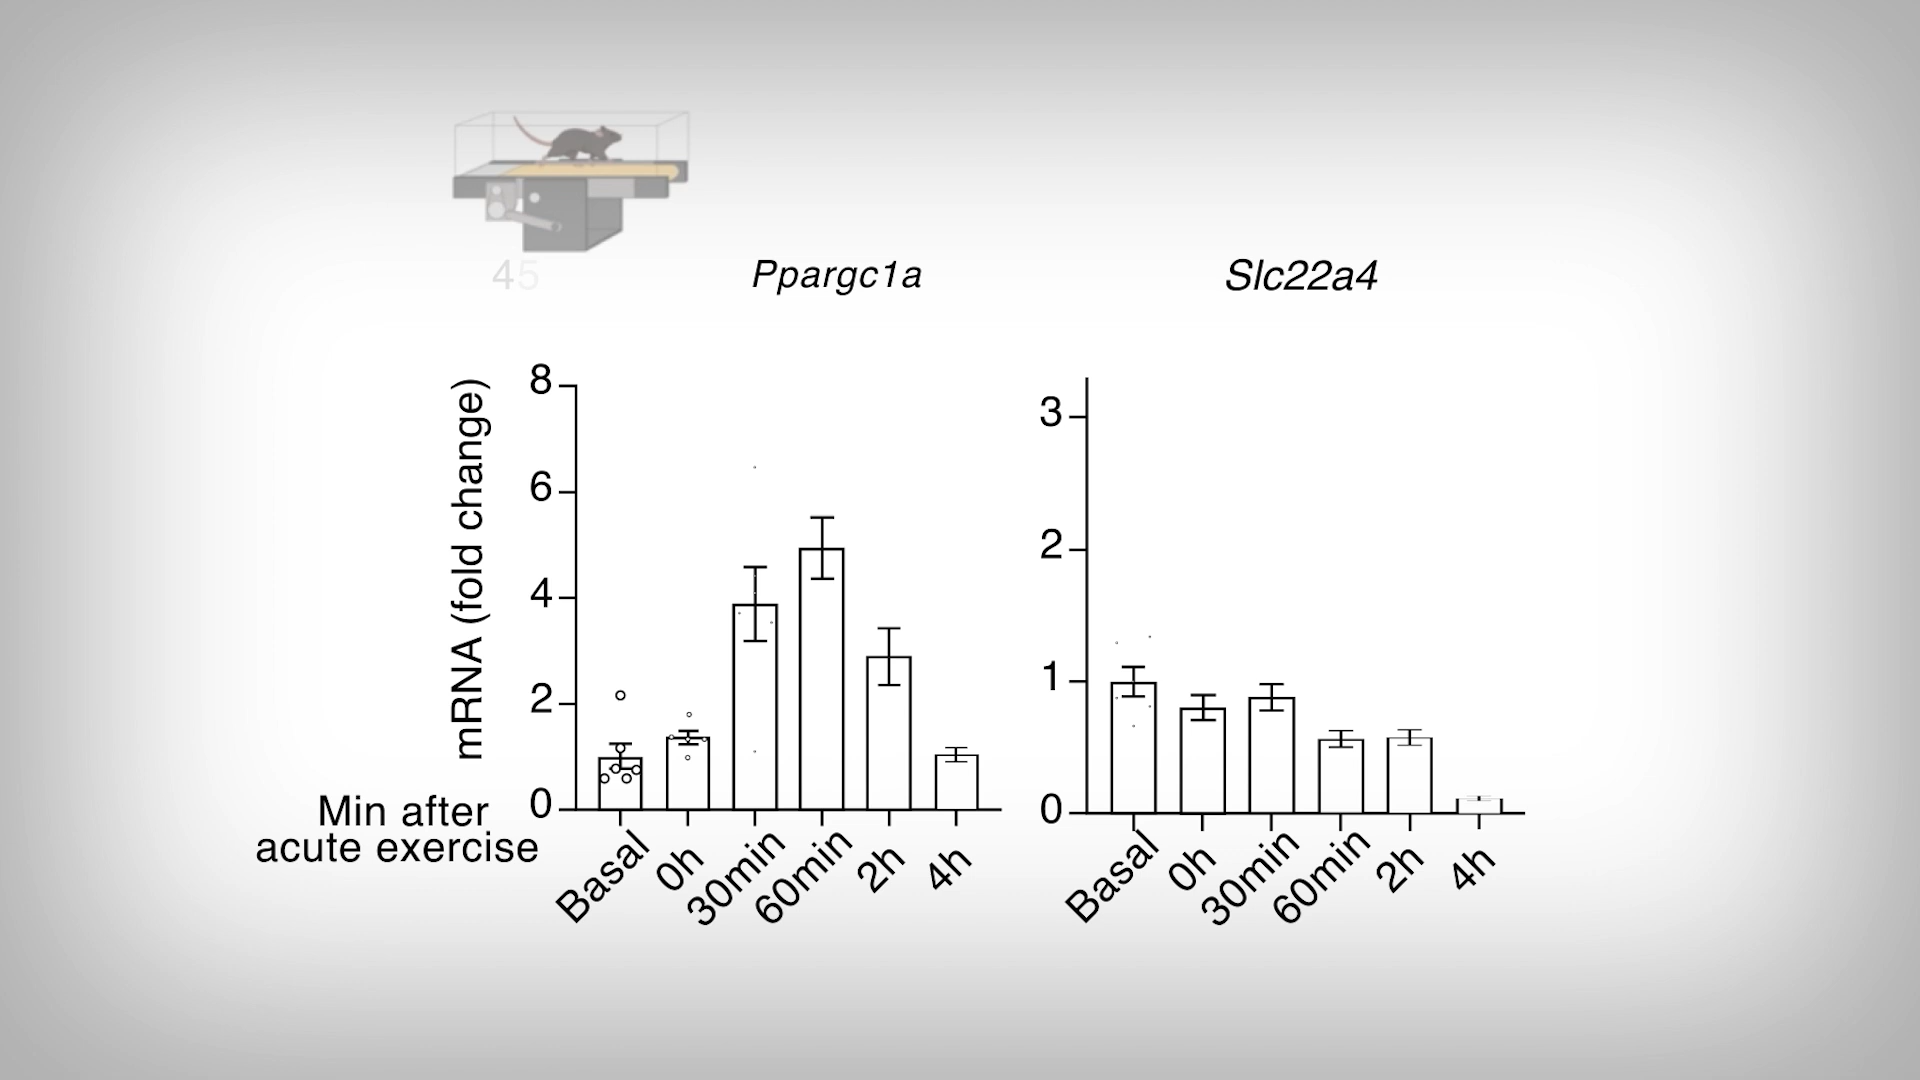 45
Ppargc1a
Slc22a4
mRNA (fold change)
8
6
4
2
0
3
2
1
0
Min after
acute exercise
Basal
0h
30min
60min
2h
4h
Basal
0h
30min
60min
2h
4h